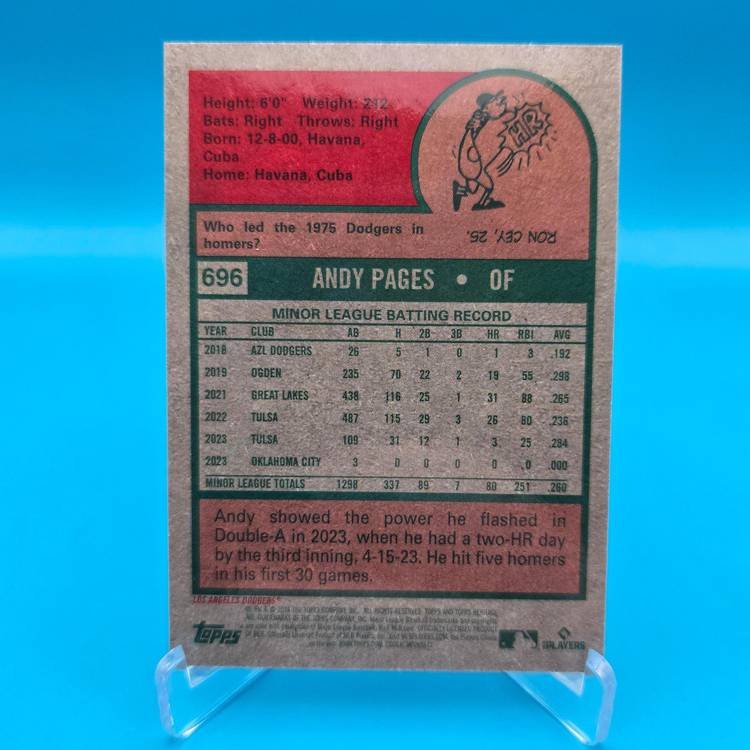 Height: 6'0" Weight: 212
Bats: Right Throws: Right
Born: 12-8-00, Havana,
Cuba
Home: Havana, Cuba
HR
Who led the 1975 Dodgers in
homers?
RON CEY, 25.
696 ANDY PAGES • OF
MINOR LEAGUE BATTING RECORD
YEAR CLUB AB H 2B 3B HR RBI AVG
2018 AZL DODGERS 26 5 1 0 1 3 .192
2019 OGDEN 235 70 22 2 19 55 .298
2021 GREAT LAKES 438 116 25 1 31 88 .265
2022 TULSA 487 115 29 3 26 80 .236
2023 TULSA 109 31 12 1 3 25 .284
2023 OKLAHOMA CITY 3 0 0 0 0 0 .000
MINOR LEAGUE TOTALS 1298 337 89 7 80 251 .260
Andy showed the power he flashed in
Double-A in 2023, when he had a two-HR day
by the third inning, 4-15-23. He hit five homers
in his first 30 games.
LOS ANGELES DODGERS
topps
PLAYERS